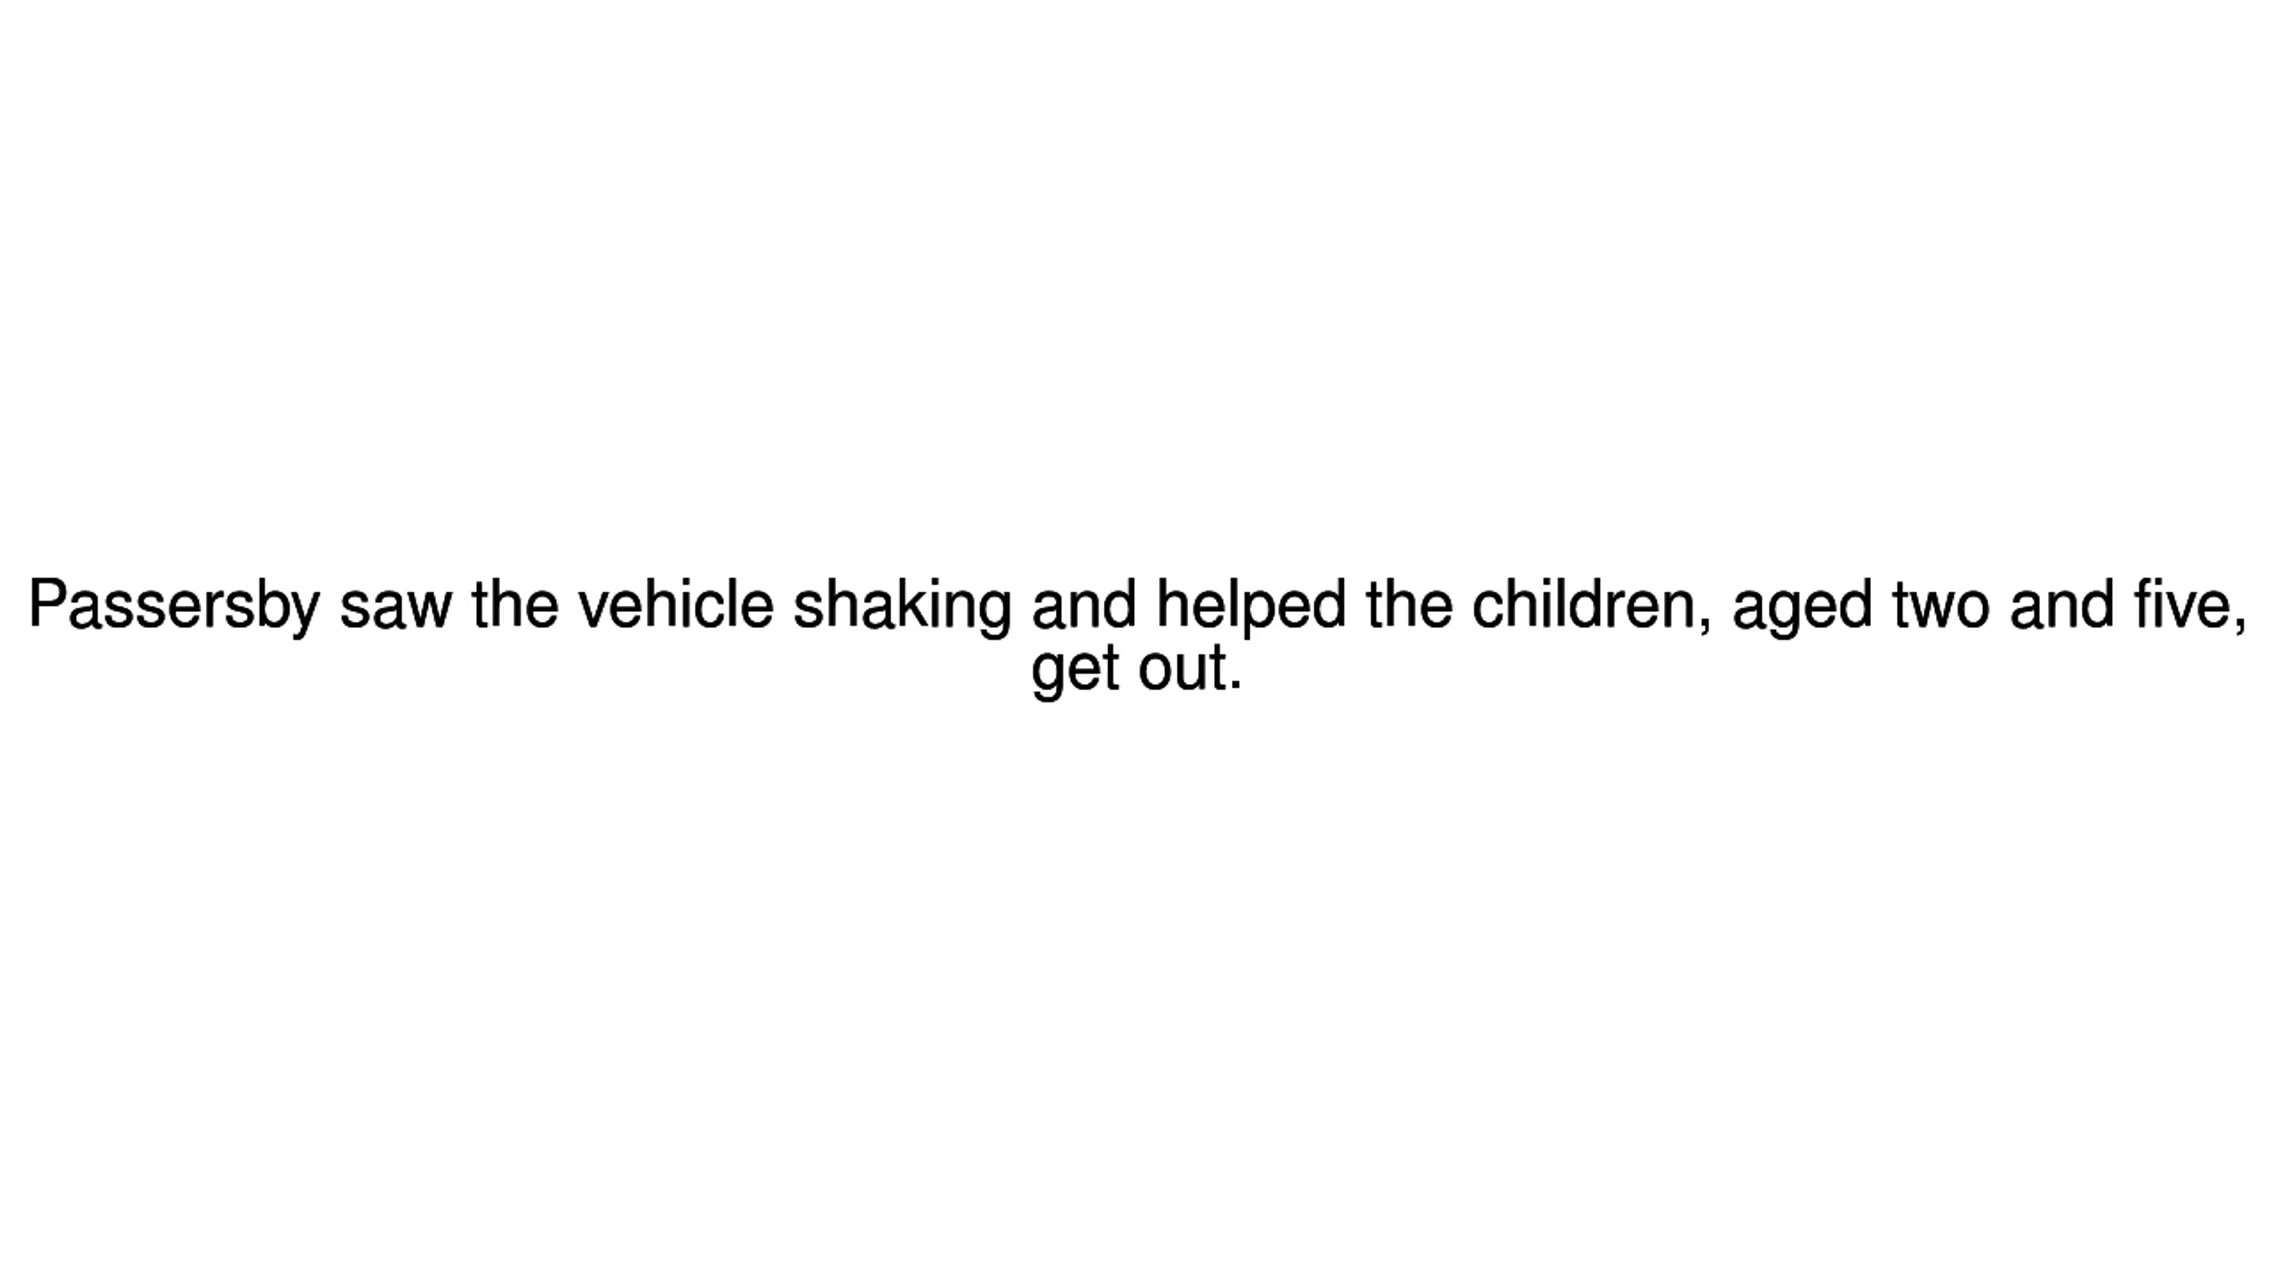 Passersby saw the vehicle shaking and helped the children, aged two and five,
get out.